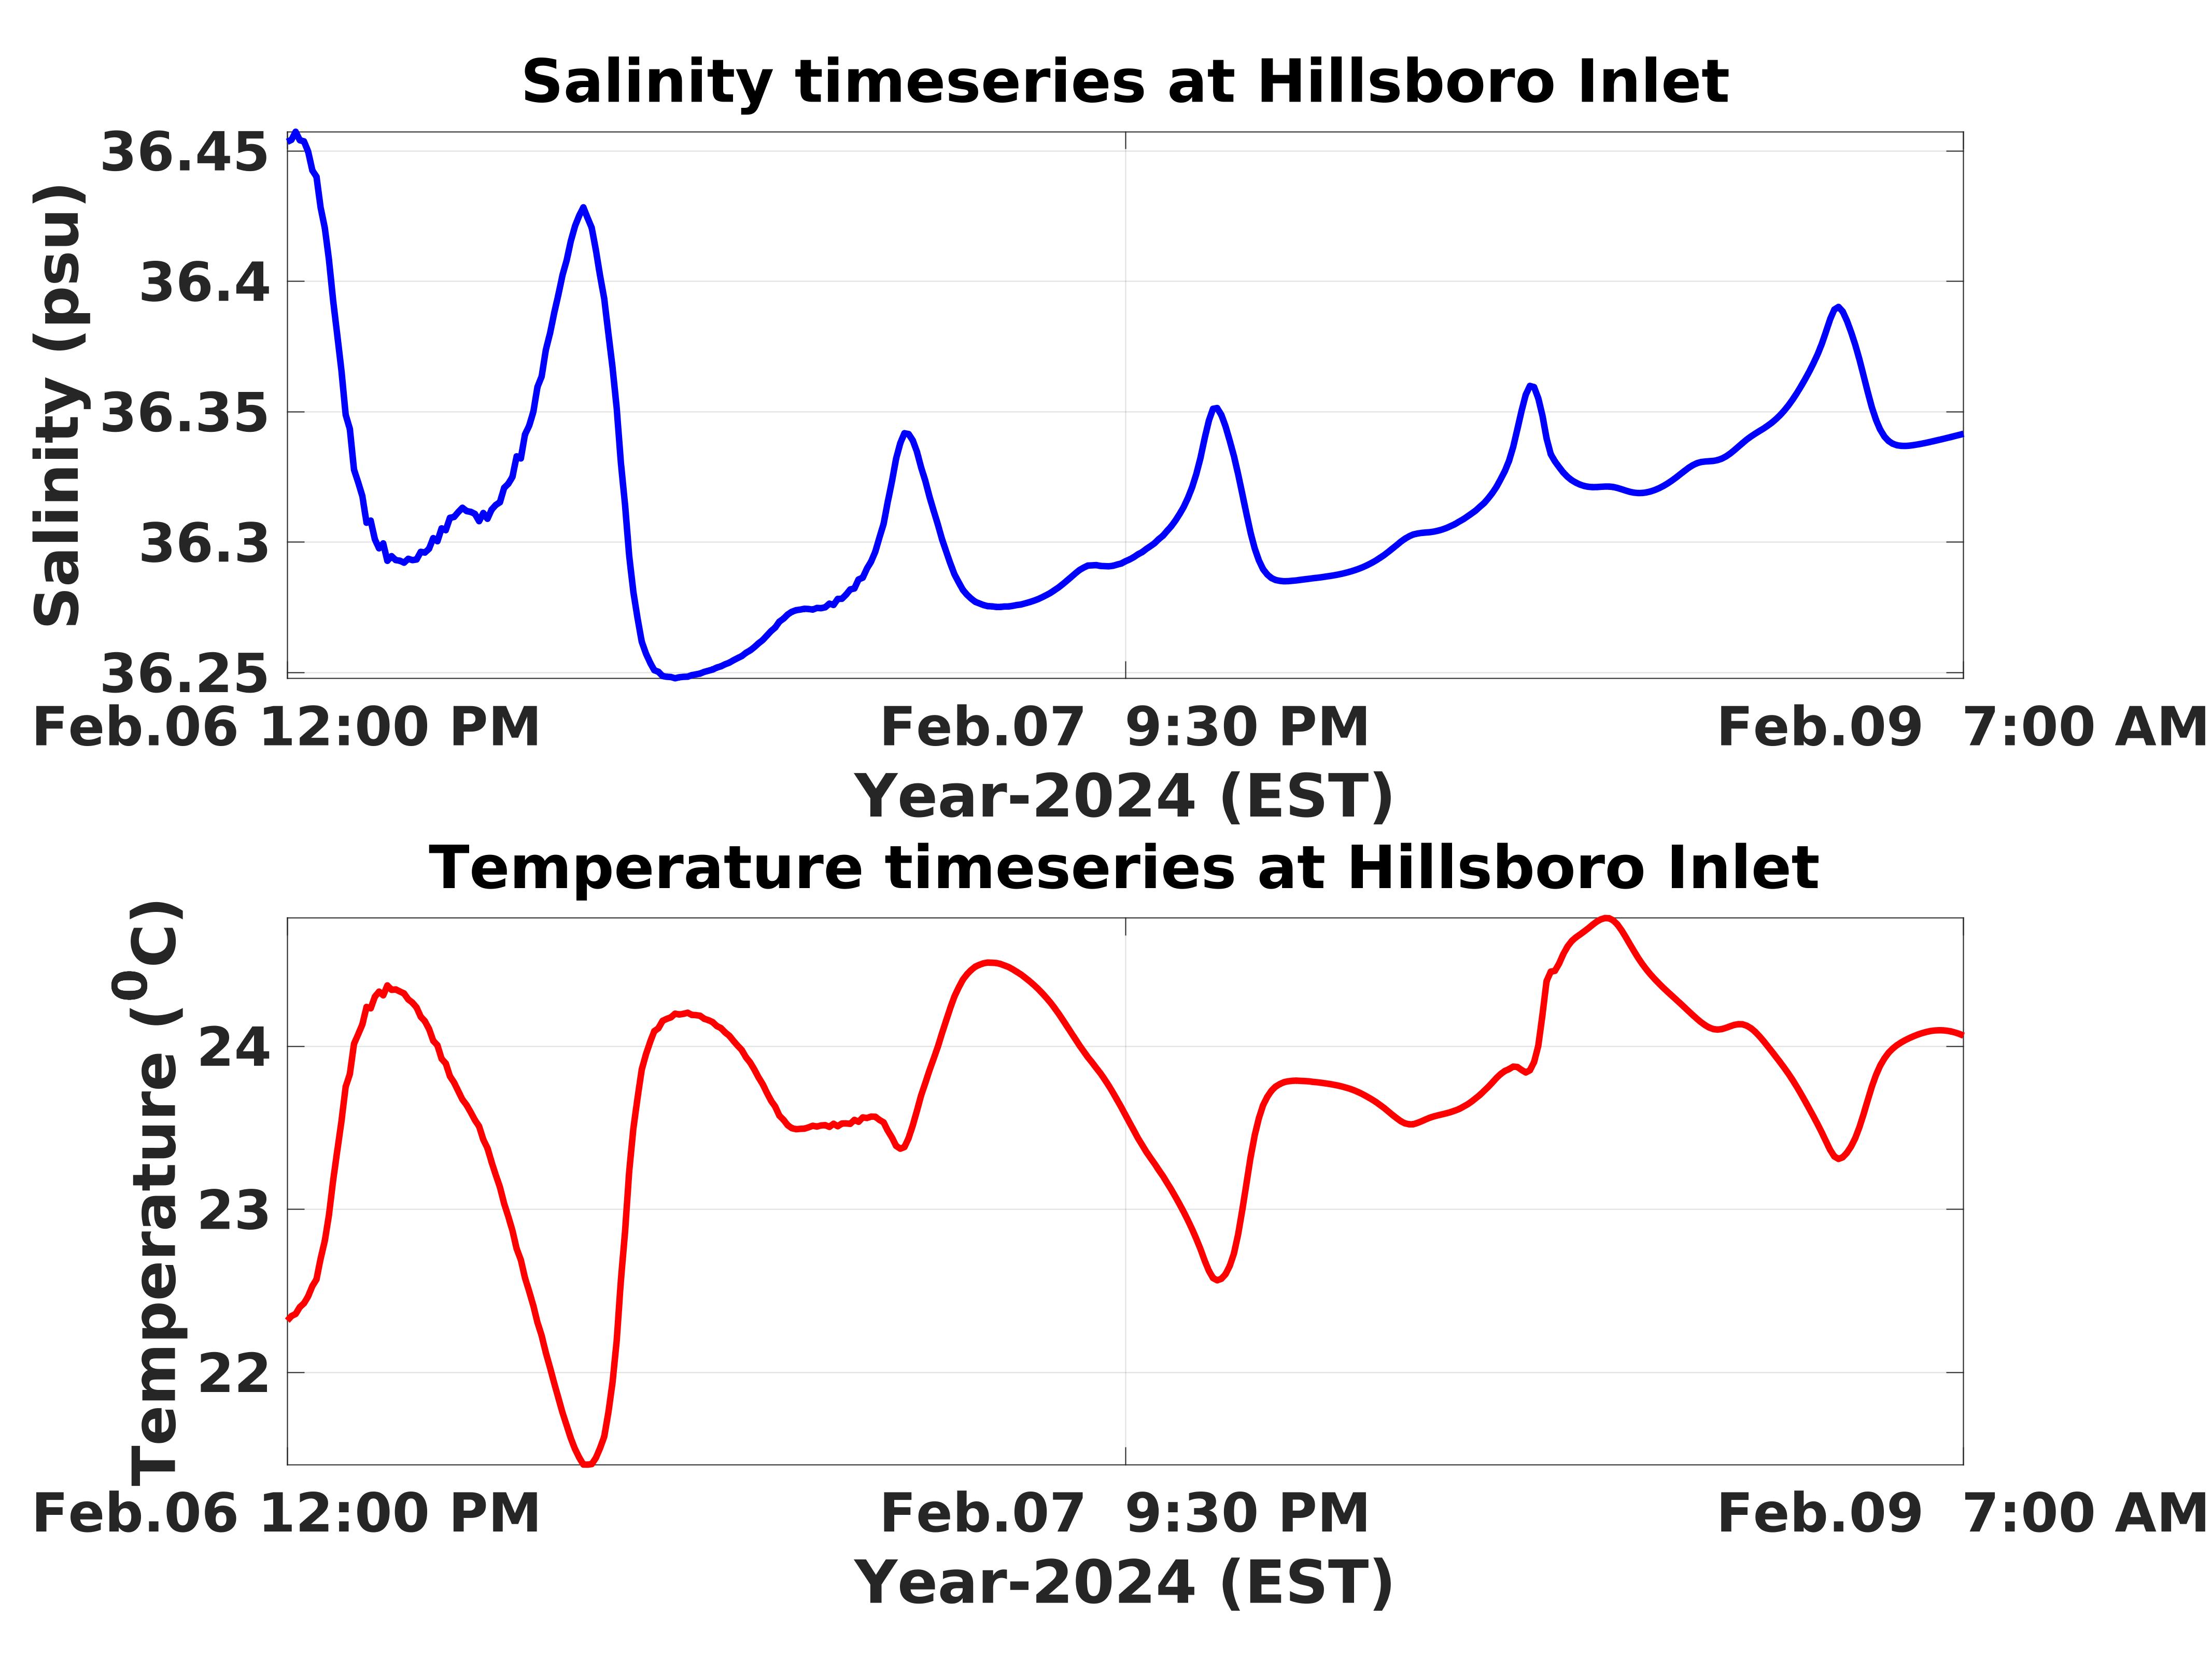 Salinity timeseries at Hillsboro Inlet
Salinity (psu)
36.45
36.4
36.35
36.3
36.25
Feb.06 12:00 PM
Feb.07  9:30 PM
Feb.09  7:00 AM
Year-2024 (EST)
Temperature timeseries at Hillsboro Inlet
Temperature (⁰C)
24
23
22
Feb.06 12:00 PM
Feb.07  9:30 PM
Feb.09  7:00 AM
Year-2024 (EST)